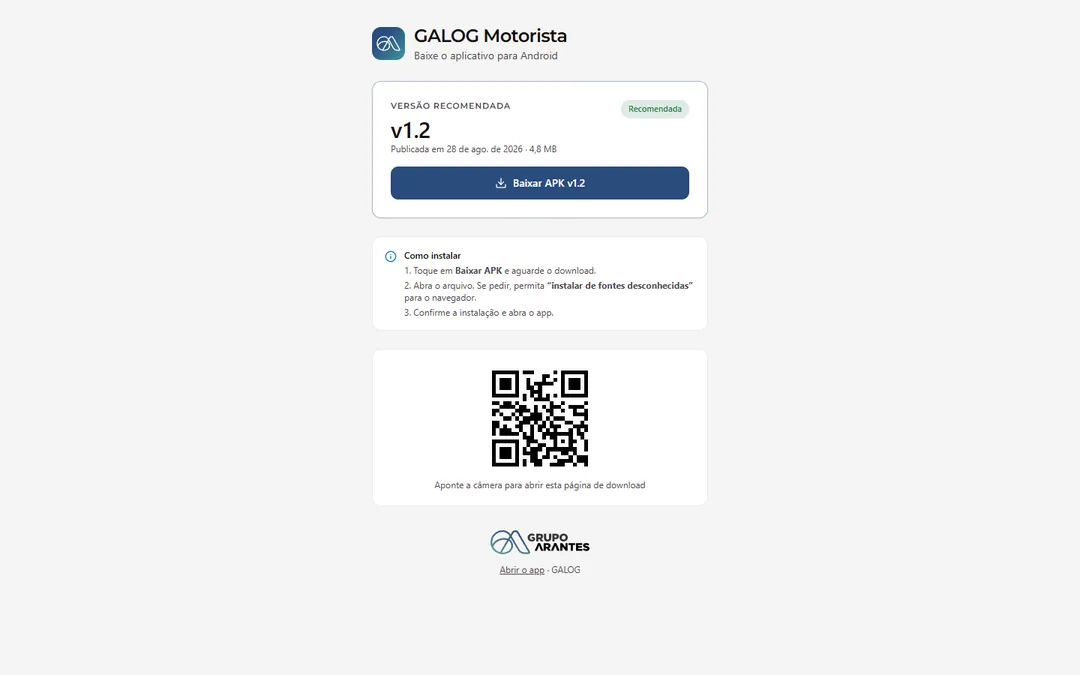 GALOG Motorista
Baixe o aplicativo para Android
VERSÃO RECOMENDADA
Recomendada
v1.2
Publicada em 28 de ago. de 2026 · 4,8 MB
Baixar APK v1.2
Como instalar
1. Toque em Baixar APK e aguarde o download.
2. Abra o arquivo. Se pedir, permita “instalar de fontes desconhecidas”
para o navegador.
3. Confirme a instalação e abra o app.
Aponte a câmera para abrir esta página de download
GRUPO
ARANTES
Abrir o app · GALOG